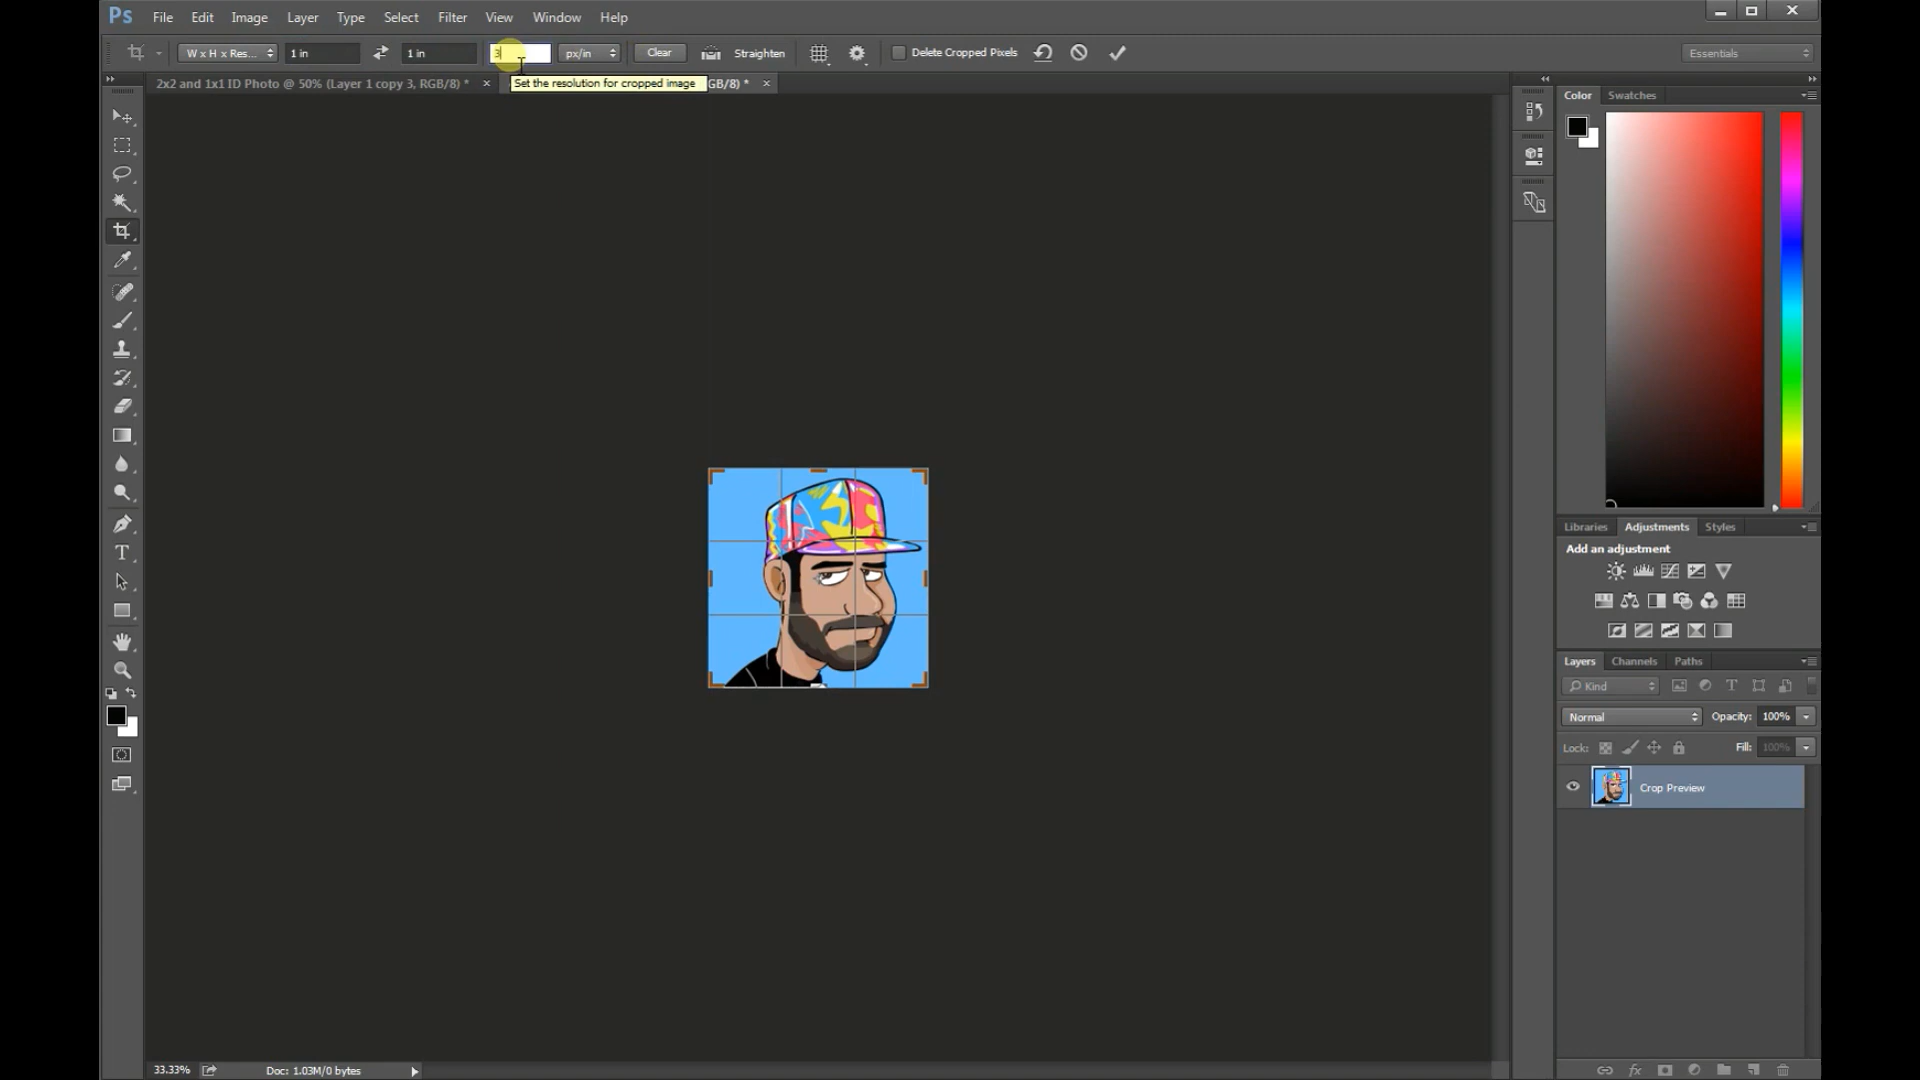 Ps File Edit Image Layer Type Select Filter View Window Help
W x H x Res... 1 in 1 in 3 px/in Clear Straighten Delete Cropped Pixels Essentials
2x2 and 1x1 ID Photo @ 50% (Layer 1 copy 3, RGB/8) * × Set the resolution for cropped image GB/8) * ×
Color Swatches
Libraries Adjustments Styles
Add an adjustment
Layers Channels Paths
Kind T
Normal Opacity: 100%
Lock: Fill: 100%
Crop Preview
T
33.33% Doc: 1.03M/0 bytes fx